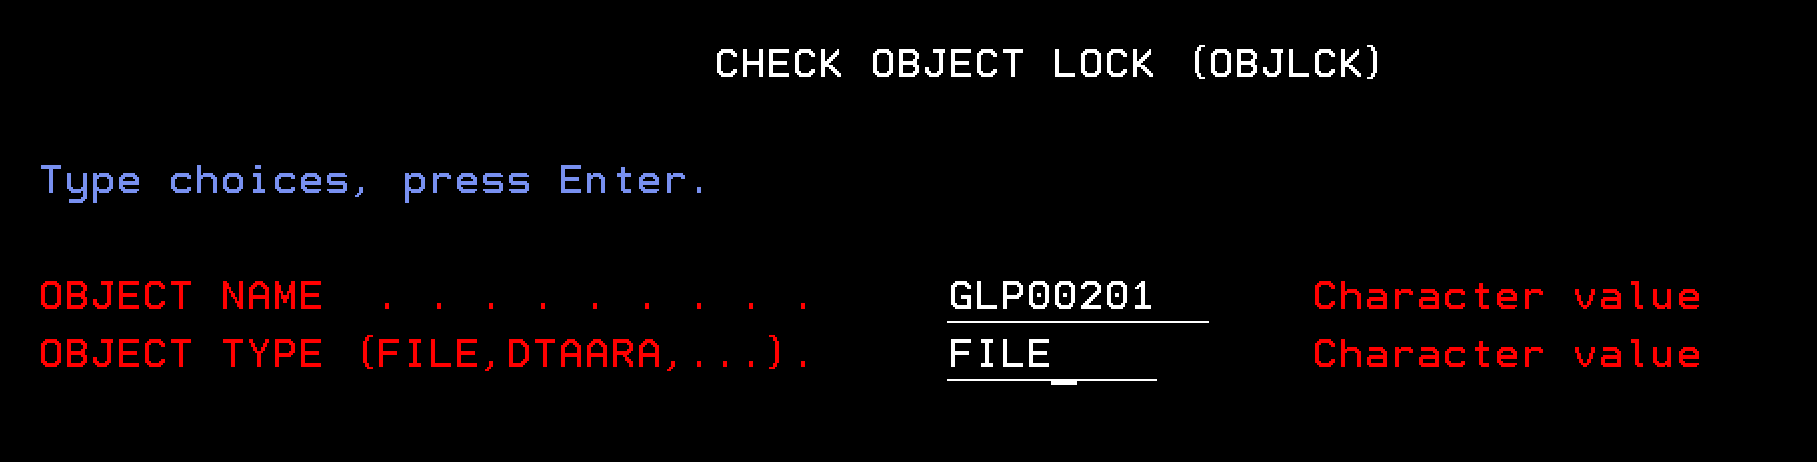 CHECK OBJECT LOCK (OBJLCK)
Type choices, press Enter.
OBJECT NAME . . . . . . . . . GLP00201 Character value
OBJECT TYPE (FILE,DTAARA,...). FILE_ Character value